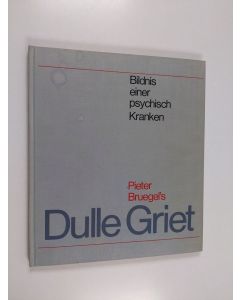 Bildnis
einer
psychisch
Kranken
Pieter
Bruegel's
Dulle Griet